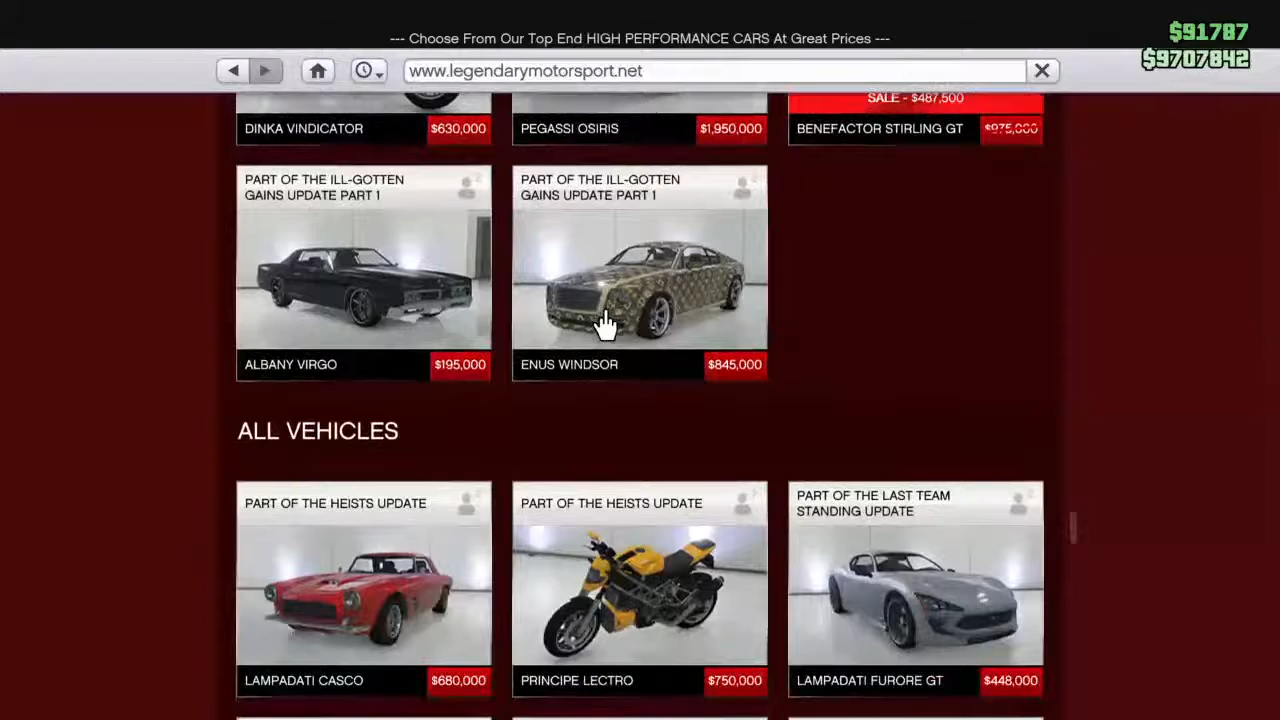 --- Choose From Our Top End HIGH PERFORMANCE CARS At Great Prices ---
$91787
$9707842
www.legendarymotorsport.net
SALE - $487,500
DINKA VINDICATOR $630,000
PEGASSI OSIRIS $1,950,000
BENEFACTOR STIRLING GT $975,000
PART OF THE ILL-GOTTEN
GAINS UPDATE PART 1
2
PART OF THE ILL-GOTTEN
GAINS UPDATE PART 1
2
ALBANY VIRGO $195,000
ENUS WINDSOR $845,000
ALL VEHICLES
PART OF THE HEISTS UPDATE
PART OF THE HEISTS UPDATE
PART OF THE LAST TEAM
STANDING UPDATE
LAMPADATI CASCO $680,000
PRINCIPE LECTRO $750,000
LAMPADATI FURORE GT $448,000